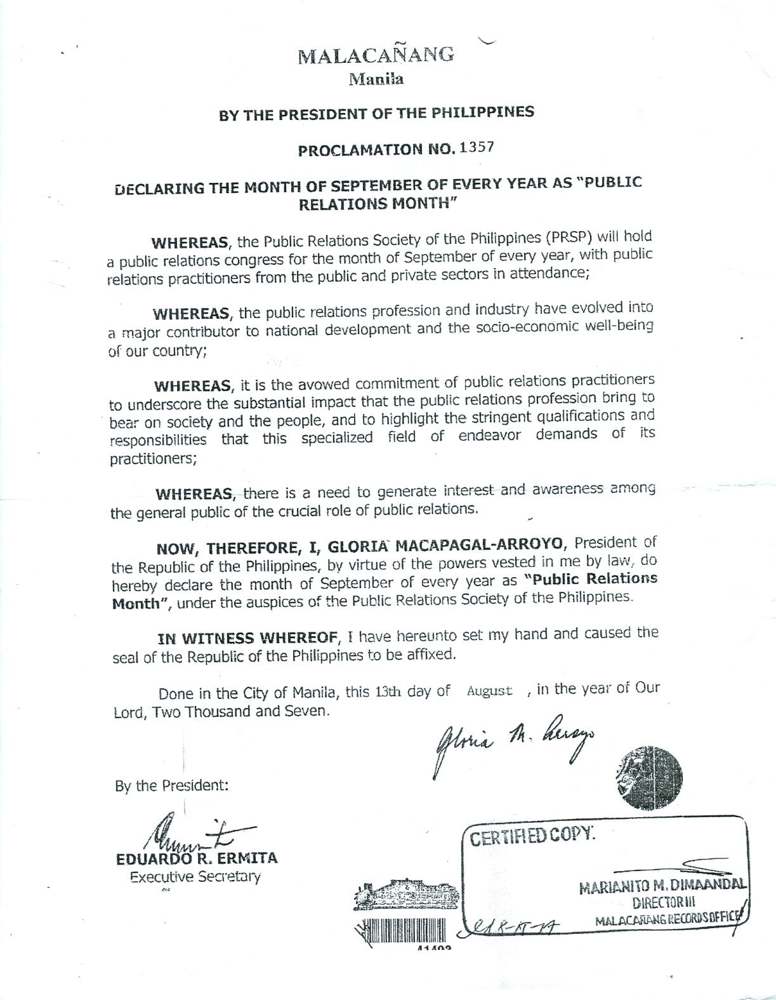 MALACAÑANG
Manila
BY THE PRESIDENT OF THE PHILIPPINES
PROCLAMATION NO. 1357
DECLARING THE MONTH OF SEPTEMBER OF EVERY YEAR AS “PUBLIC
RELATIONS MONTH”
WHEREAS, the Public Relations Society of the Philippines (PRSP) will hold
a public relations congress for the month of September of every year, with public
relations practitioners from the public and private sectors in attendance;
WHEREAS, the public relations profession and industry have evolved into
a major contributor to national development and the socio-economic well-being
of our country;
WHEREAS, it is the avowed commitment of public relations practitioners
to underscore the substantial impact that the public relations profession bring to
bear on society and the people, and to highlight the stringent qualifications and
responsibilities that this specialized field of endeavor demands of its
practitioners;
WHEREAS, there is a need to generate interest and awareness among
the general public of the crucial role of public relations.
NOW, THEREFORE, I, GLORIA MACAPAGAL-ARROYO, President of
the Republic of the Philippines, by virtue of the powers vested in me by law, do
hereby declare the month of September of every year as “Public Relations
Month”, under the auspices of the Public Relations Society of the Philippines.
IN WITNESS WHEREOF, I have hereunto set my hand and caused the
seal of the Republic of the Philippines to be affixed.
Done in the City of Manila, this 13th day of August , in the year of Our
Lord, Two Thousand and Seven.
Gloria M. Arroyo
By the President:
EDUARDO R. ERMITA
Executive Secretary
CERTIFIED COPY:
MARIANITO M. DIMAANDAL
DIRECTOR III
MALACAÑANG RECORDS OFFICE